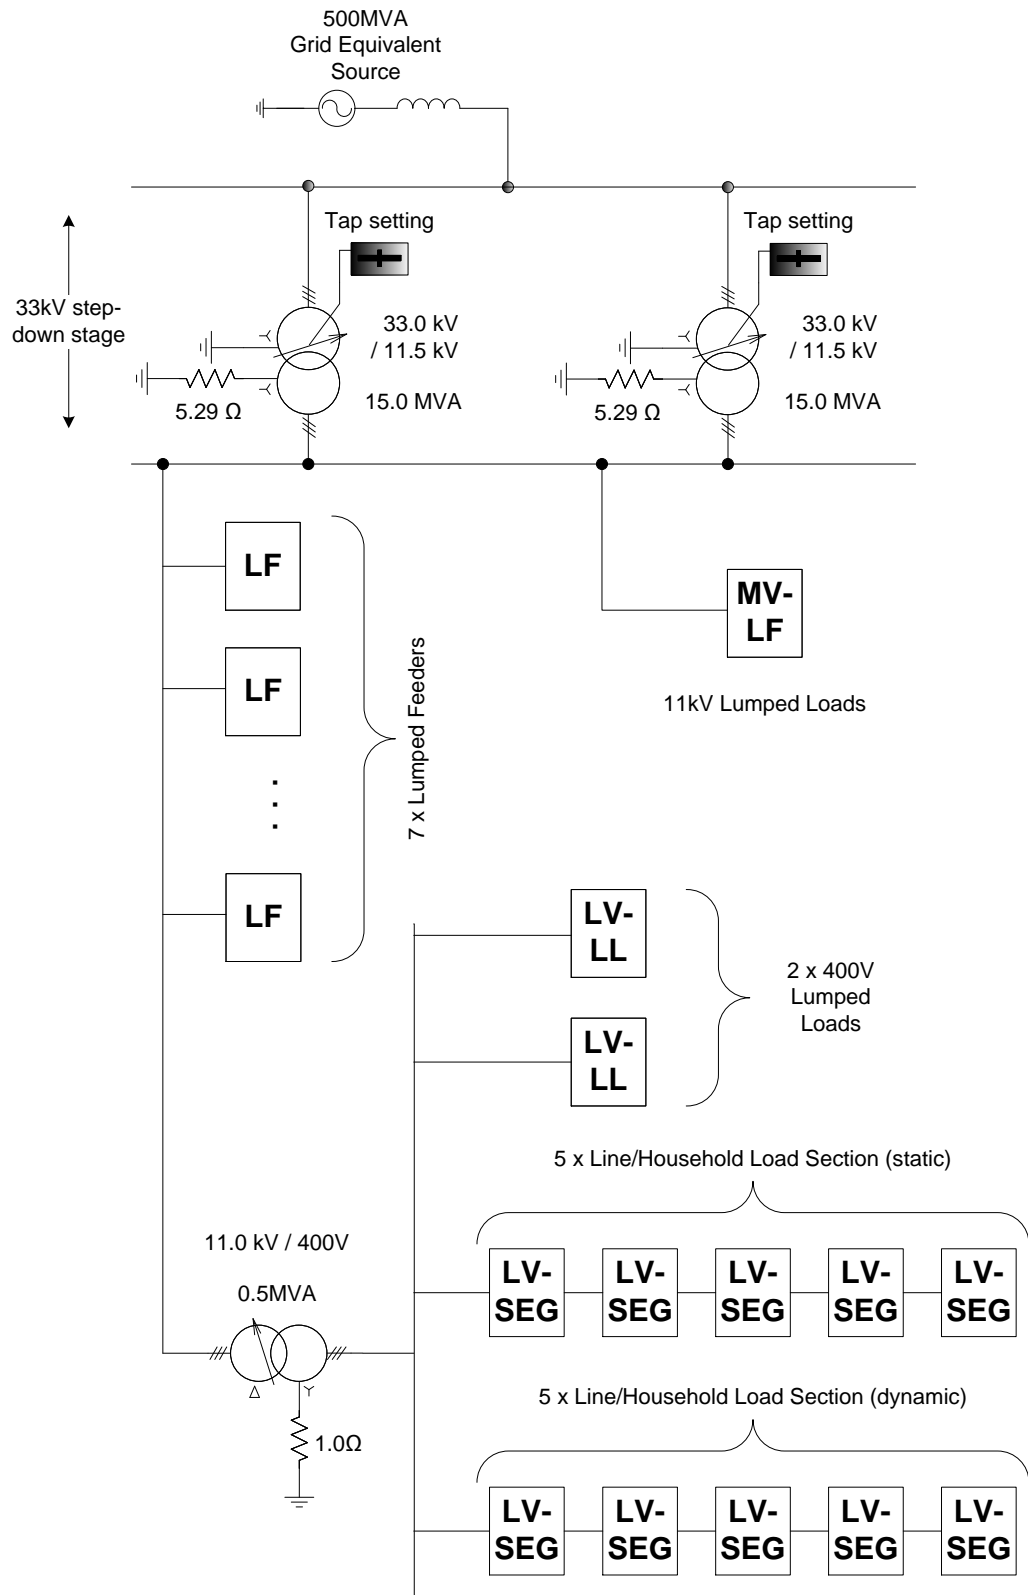 500MVA
Grid Equivalent
Source
Tap setting
Tap setting
33kV step-
down stage
33.0 kV
/ 11.5 kV
15.0 MVA
5.29 Ω
33.0 kV
/ 11.5 kV
15.0 MVA
5.29 Ω
LF
LF
LF
7 x Lumped Feeders
MV-
LF
11kV Lumped Loads
LV-
LL
LV-
LL
2 x 400V
Lumped
Loads
5 x Line/Household Load Section (static)
LV-
SEG
LV-
SEG
LV-
SEG
LV-
SEG
LV-
SEG
11.0 kV / 400V
0.5MVA
Δ
1.0Ω
5 x Line/Household Load Section (dynamic)
LV-
SEG
LV-
SEG
LV-
SEG
LV-
SEG
LV-
SEG